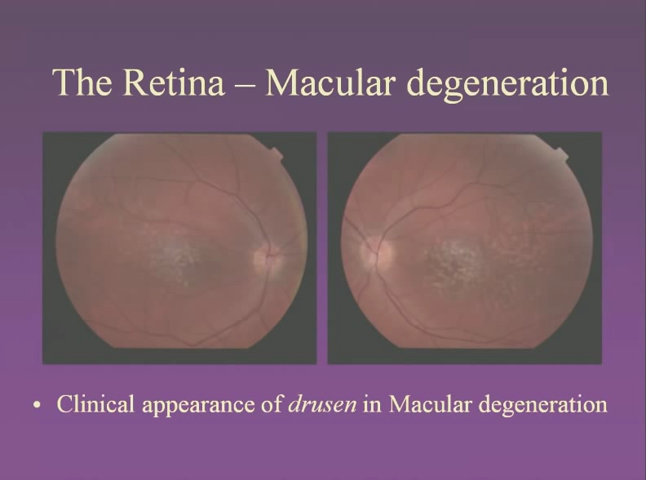 The Retina – Macular degeneration
• Clinical appearance of drusen in Macular degeneration